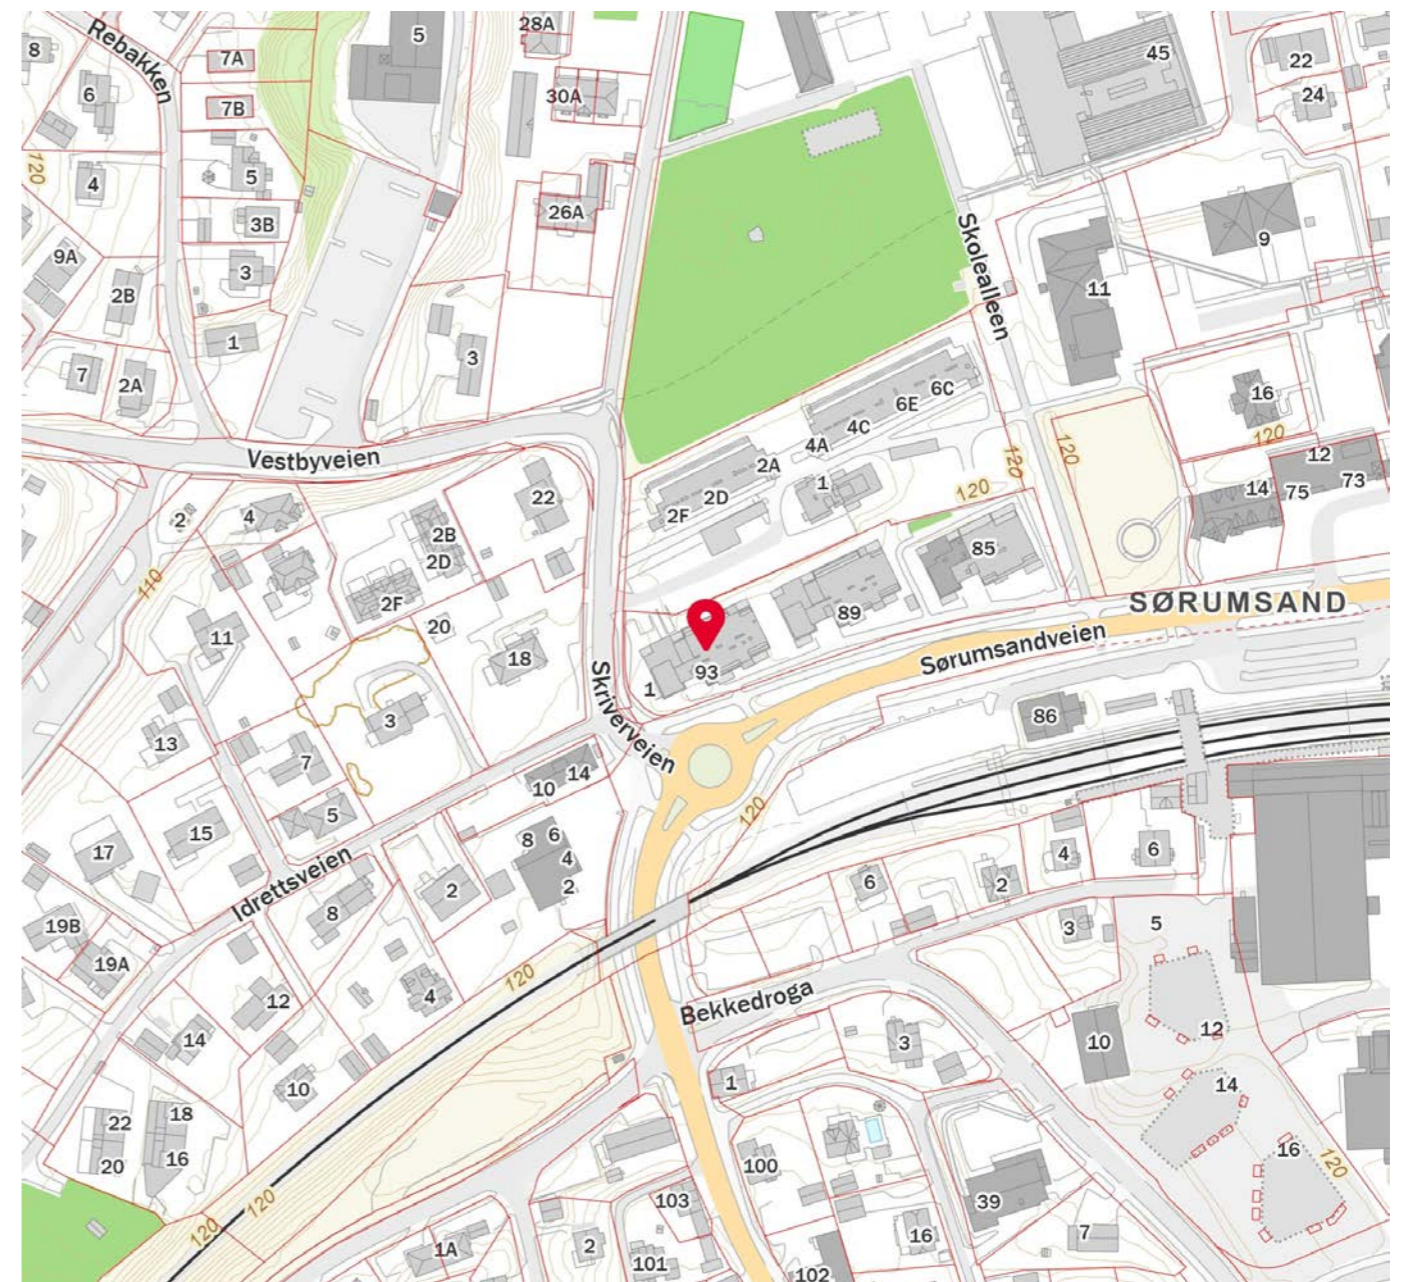 28A
5
45
8
Rebakken
7A
22
6
30A
24
7B
120
4
5
3B
26A
Skolealleen
9
9A
3
11
2B
1
3
7
2A
6C
16
6E
4C
4A
120
120
120
Vestbyveien
2A
12
1
2D
2F
120
14
75
73
22
2
4
2B
2D
85
110
2F
89
SØRUMSAND
20
11
18
Sørumsandveien
93
1
Skriverveien
3
86
13
7
10
14
120
5
15
8
6
17
4
4
6
Idrettsveien
2
2
6
2
8
3
5
19B
19A
120
4
12
Bekkedroga
12
14
3
10
10
1
14
22
18
16
20
16
100
120
120
120
103
39
1A
2
101
16
7
102